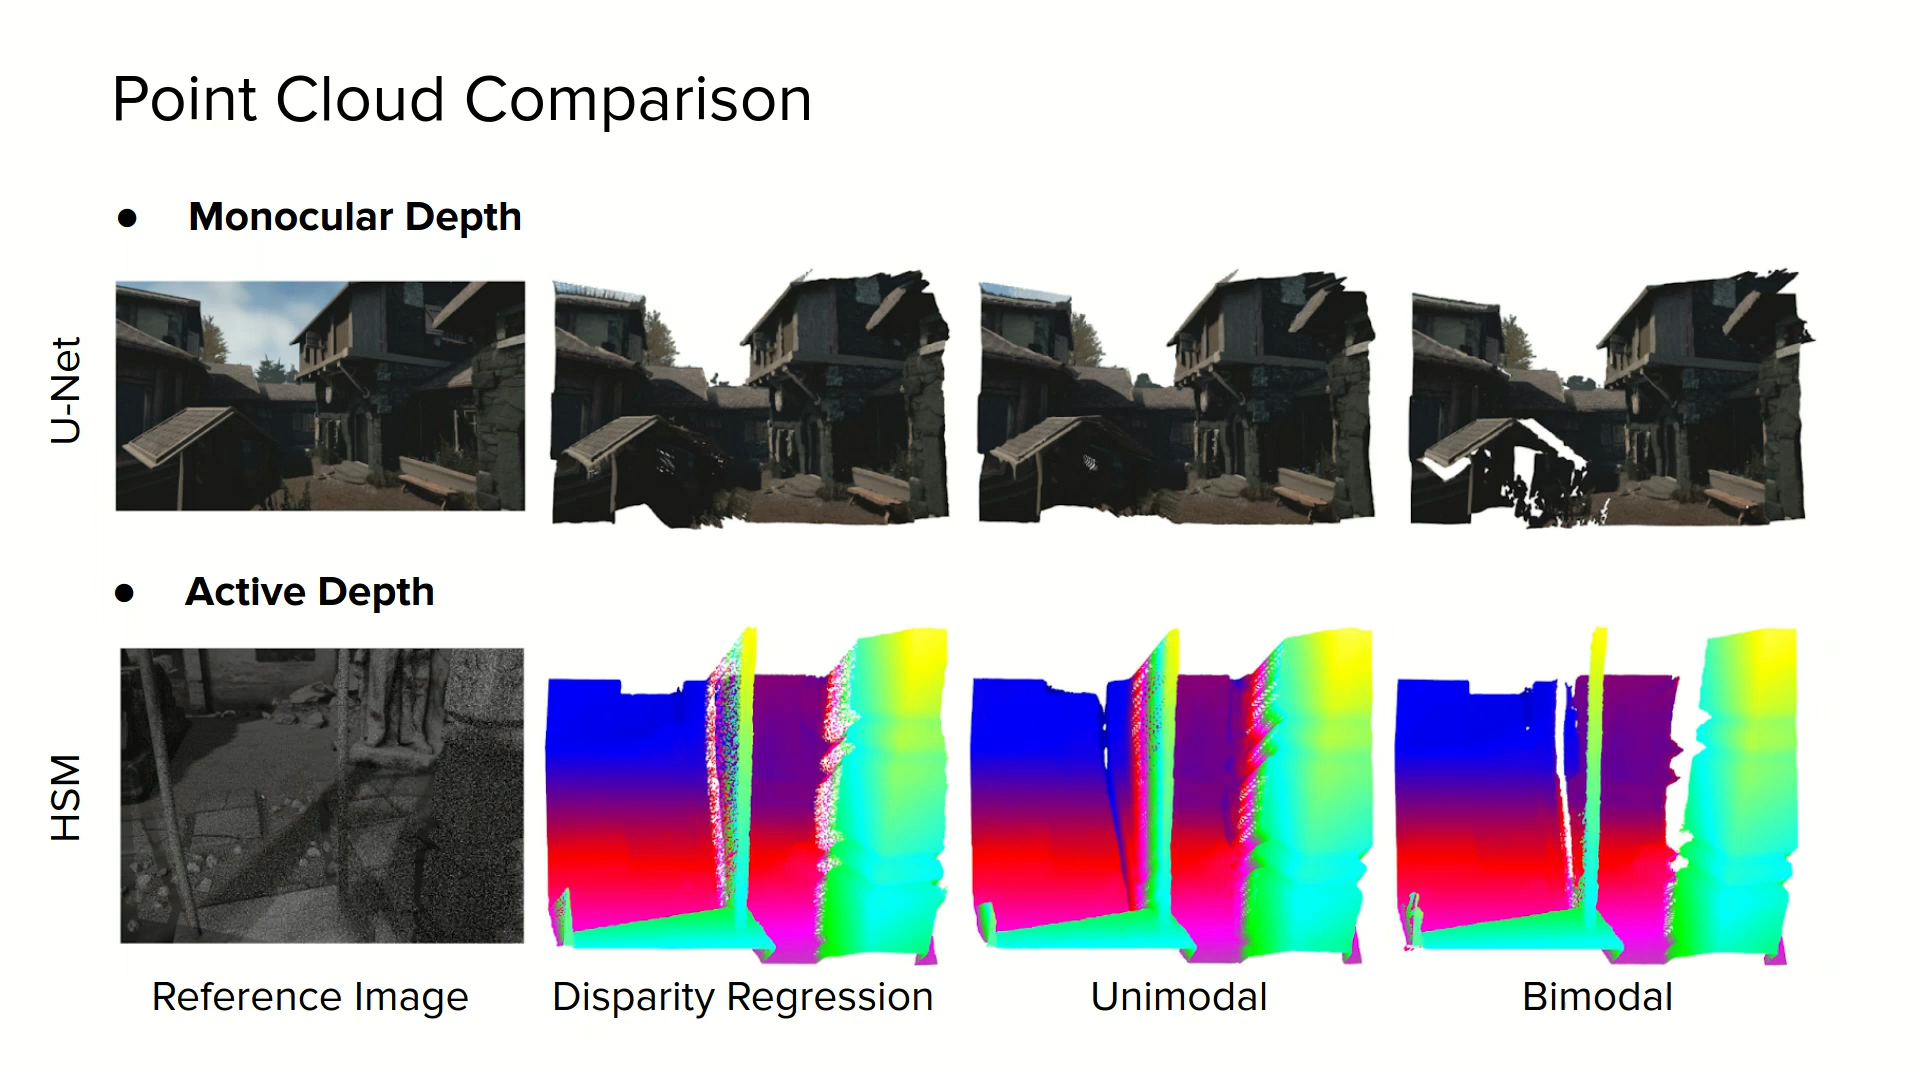 Point Cloud Comparison
● Monocular Depth
U-Net
● Active Depth
HSM
Reference Image
Disparity Regression
Unimodal
Bimodal